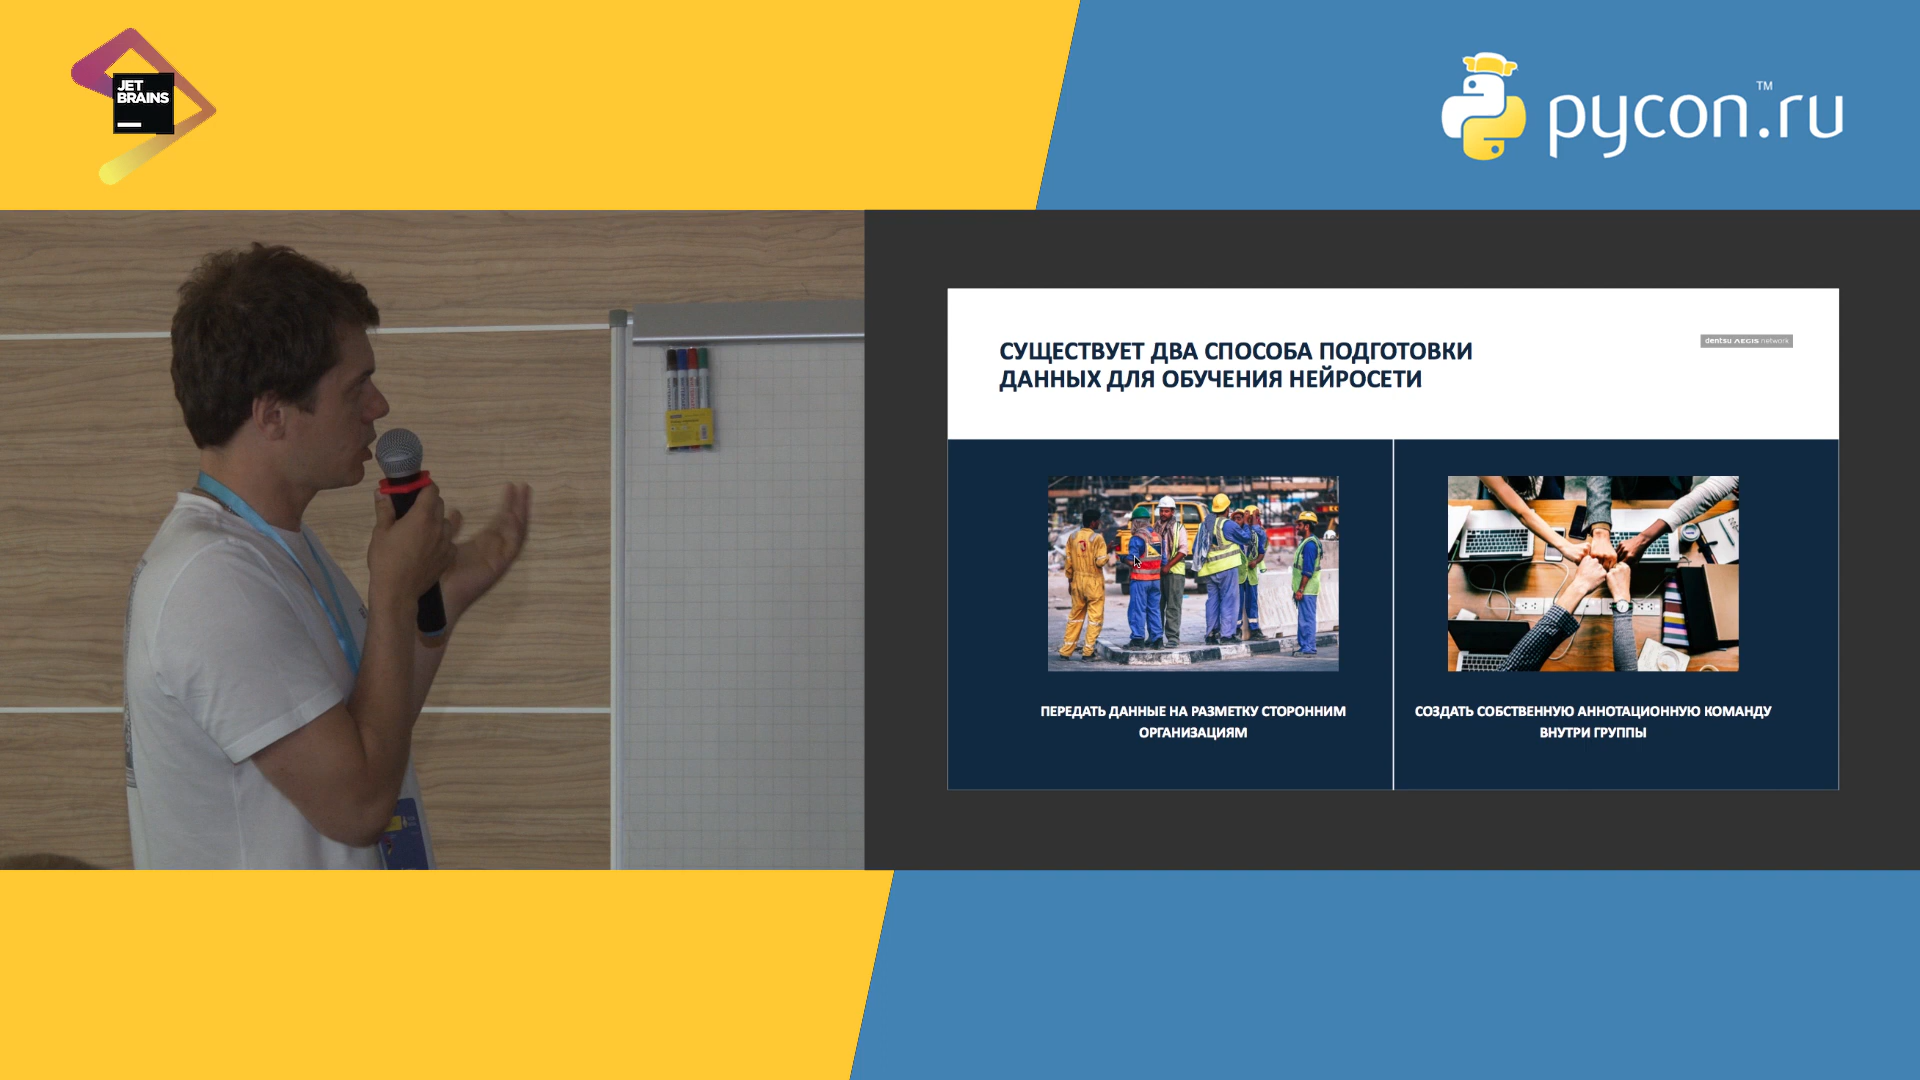 JET
BRAINS
pycon.ru
TM
СУЩЕСТВУЕТ ДВА СПОСОБА ПОДГОТОВКИ
ДАННЫХ ДЛЯ ОБУЧЕНИЯ НЕЙРОСЕТИ
dentsu AEGIS network
ПЕРЕДАТЬ ДАННЫЕ НА РАЗМЕТКУ СТОРОННИМ
ОРГАНИЗАЦИЯМ
СОЗДАТЬ СОБСТВЕННУЮ АННОТАЦИОННУЮ КОМАНДУ
ВНУТРИ ГРУППЫ